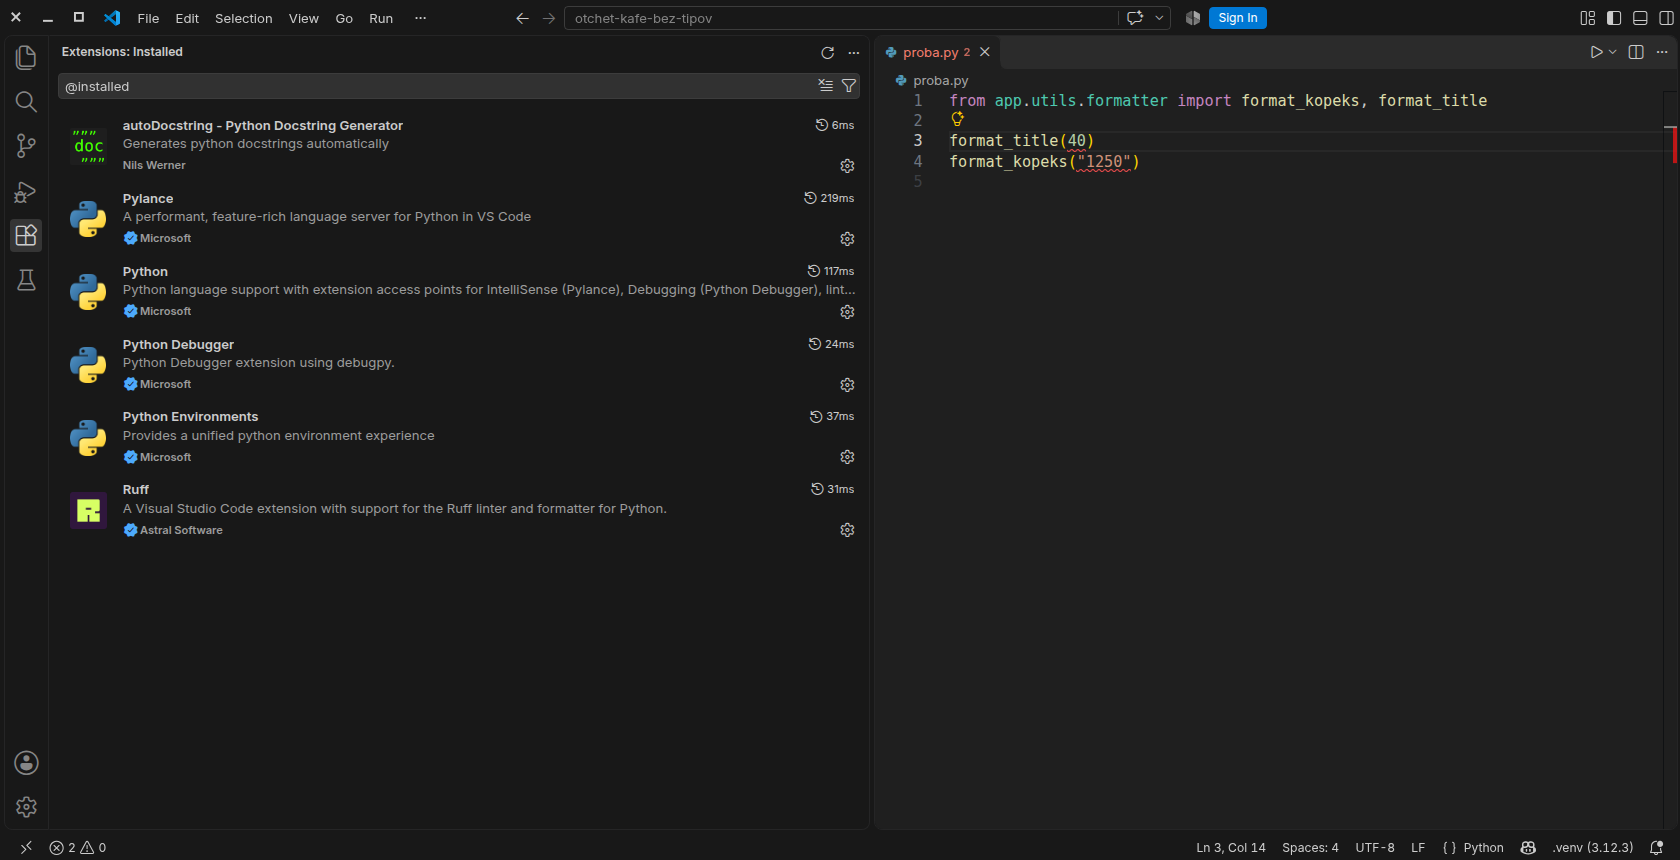 File Edit Selection View Go Run ···
otchet-kafe-bez-tipov
Sign In
Extensions: Installed
@installed
autoDocstring - Python Docstring Generator 6ms
Generates python docstrings automatically
Nils Werner
""" doc """
Pylance 219ms
A performant, feature-rich language server for Python in VS Code
Microsoft
Python 117ms
Python language support with extension access points for IntelliSense (Pylance), Debugging (Python Debugger), lint...
Microsoft
Python Debugger 24ms
Python Debugger extension using debugpy.
Microsoft
Python Environments 37ms
Provides a unified python environment experience
Microsoft
Ruff 31ms
A Visual Studio Code extension with support for the Ruff linter and formatter for Python.
Astral Software
proba.py 2
proba.py
1 from app.utils.formatter import format_kopeks, format_title
2
3 format_title(40)
4 format_kopeks("1250")
5
2 0
Ln 3, Col 14 Spaces: 4 UTF-8 LF { } Python .venv (3.12.3)